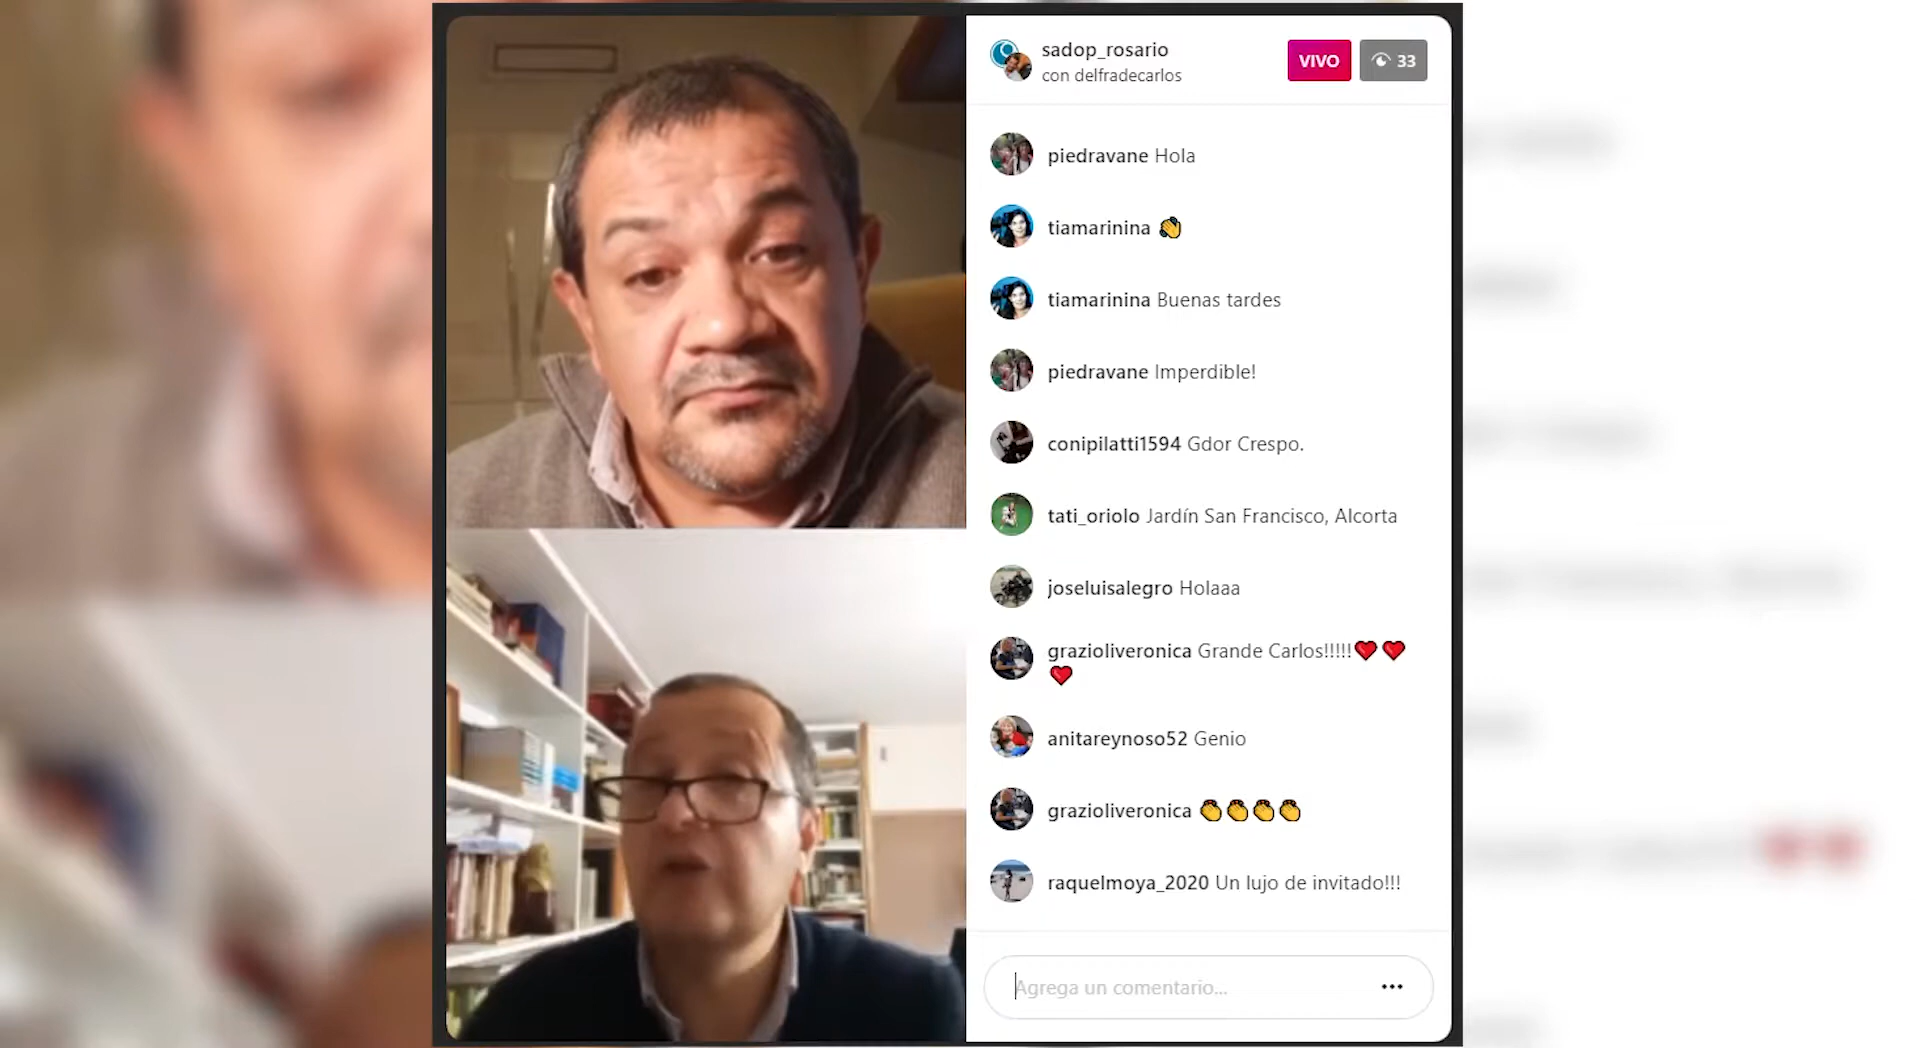 sadop_rosario
con delfradecarlos
VIVO
33
piedravane Hola
tiamarinina 👏
tiamarinina Buenas tardes
piedravane Imperdible!
conipilatti1594 Gdor Crespo.
tati_oriolo Jardín San Francisco, Alcorta
joseluisalegro Holaaa
grazioliveronica Grande Carlos!!!!!❤️❤️
❤️
anitareynoso52 Genio
grazioliveronica 👏👏👏👏
raquelmoya_2020 Un lujo de invitado!!!
Agrega un comentario...